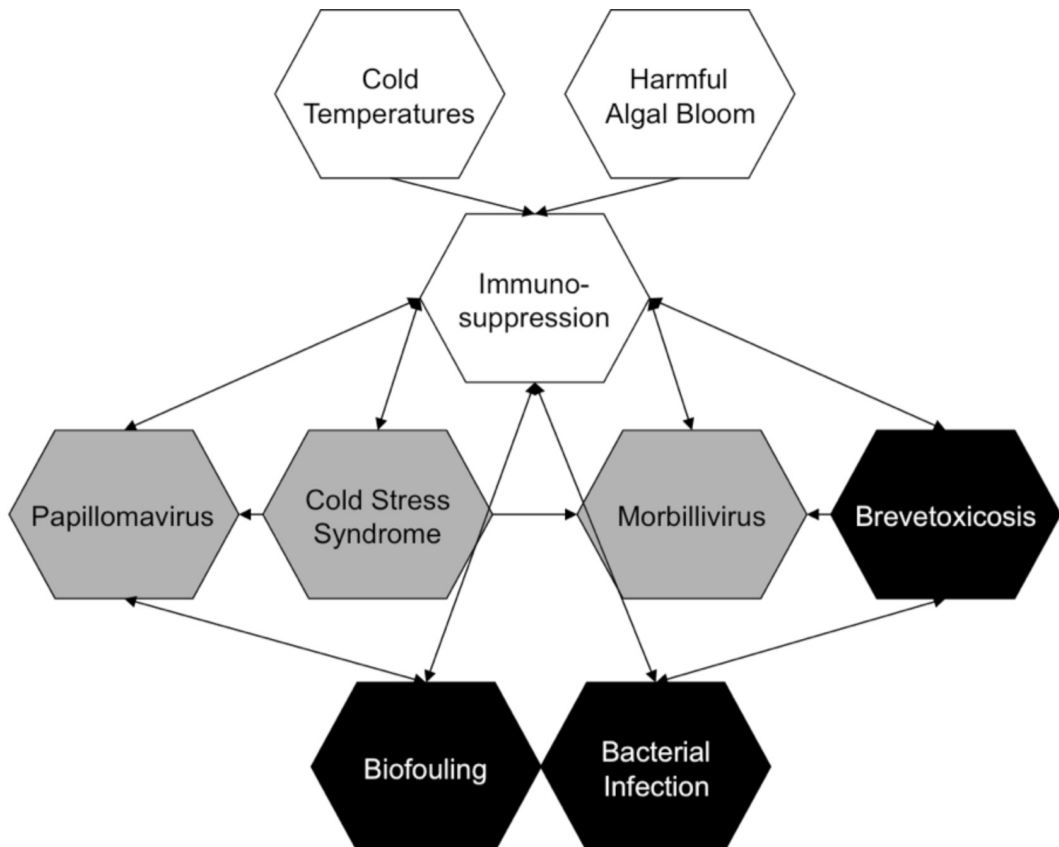 Cold
Temperatures
Harmful
Algal Bloom
Immuno-
suppression
Papillomavirus
Cold Stress
Syndrome
Morbillivirus
Brevetoxicosis
Biofouling
Bacterial
Infection